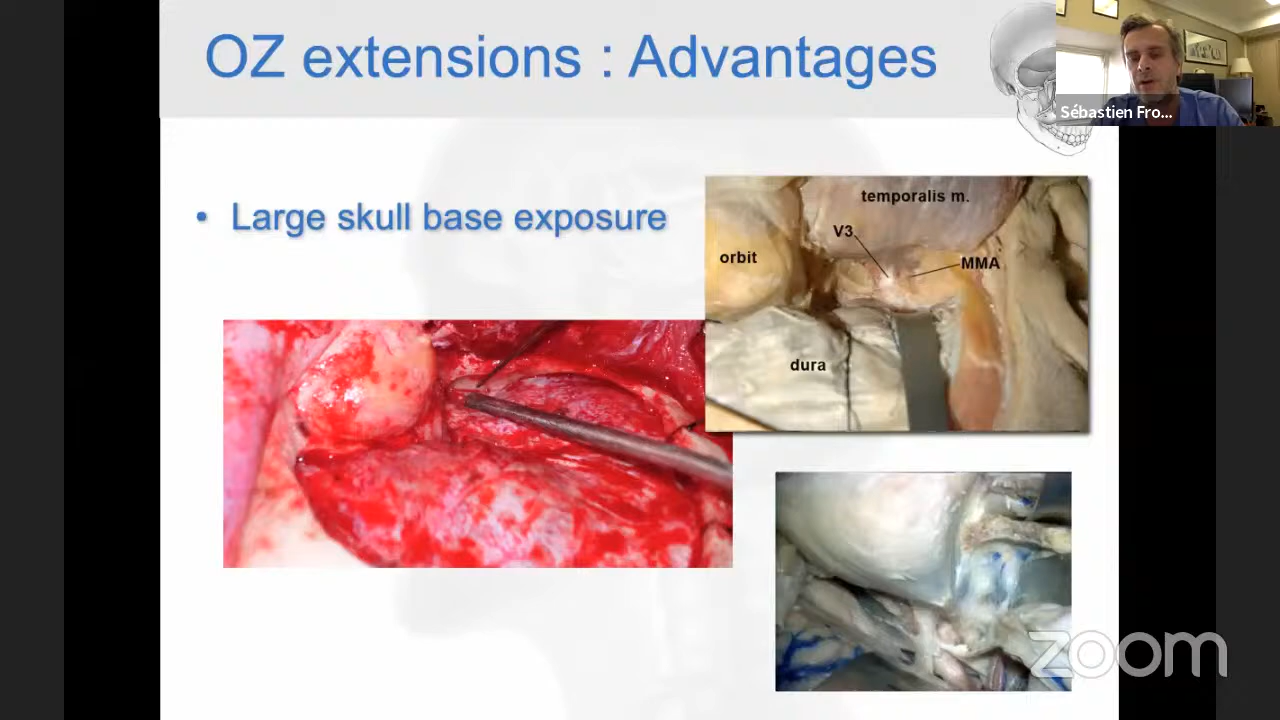 OZ extensions : Advantages
Sébastien Fro...
• Large skull base exposure
temporalis m.
V3
orbit
MMA
dura
zoom